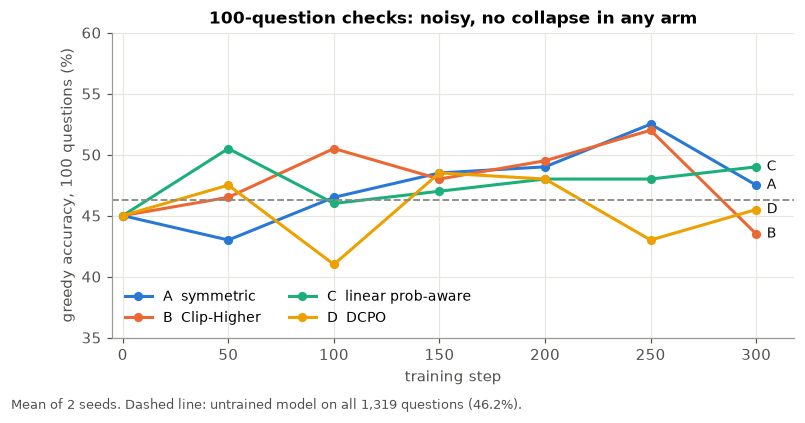 100-question checks: noisy, no collapse in any arm
greedy accuracy, 100 questions (%)
60
55
50
45
40
35
C
A
D
B
A symmetric
B Clip-Higher
C linear prob-aware
D DCPO
0 50 100 150 200 250 300
training step
Mean of 2 seeds. Dashed line: untrained model on all 1,319 questions (46.2%).